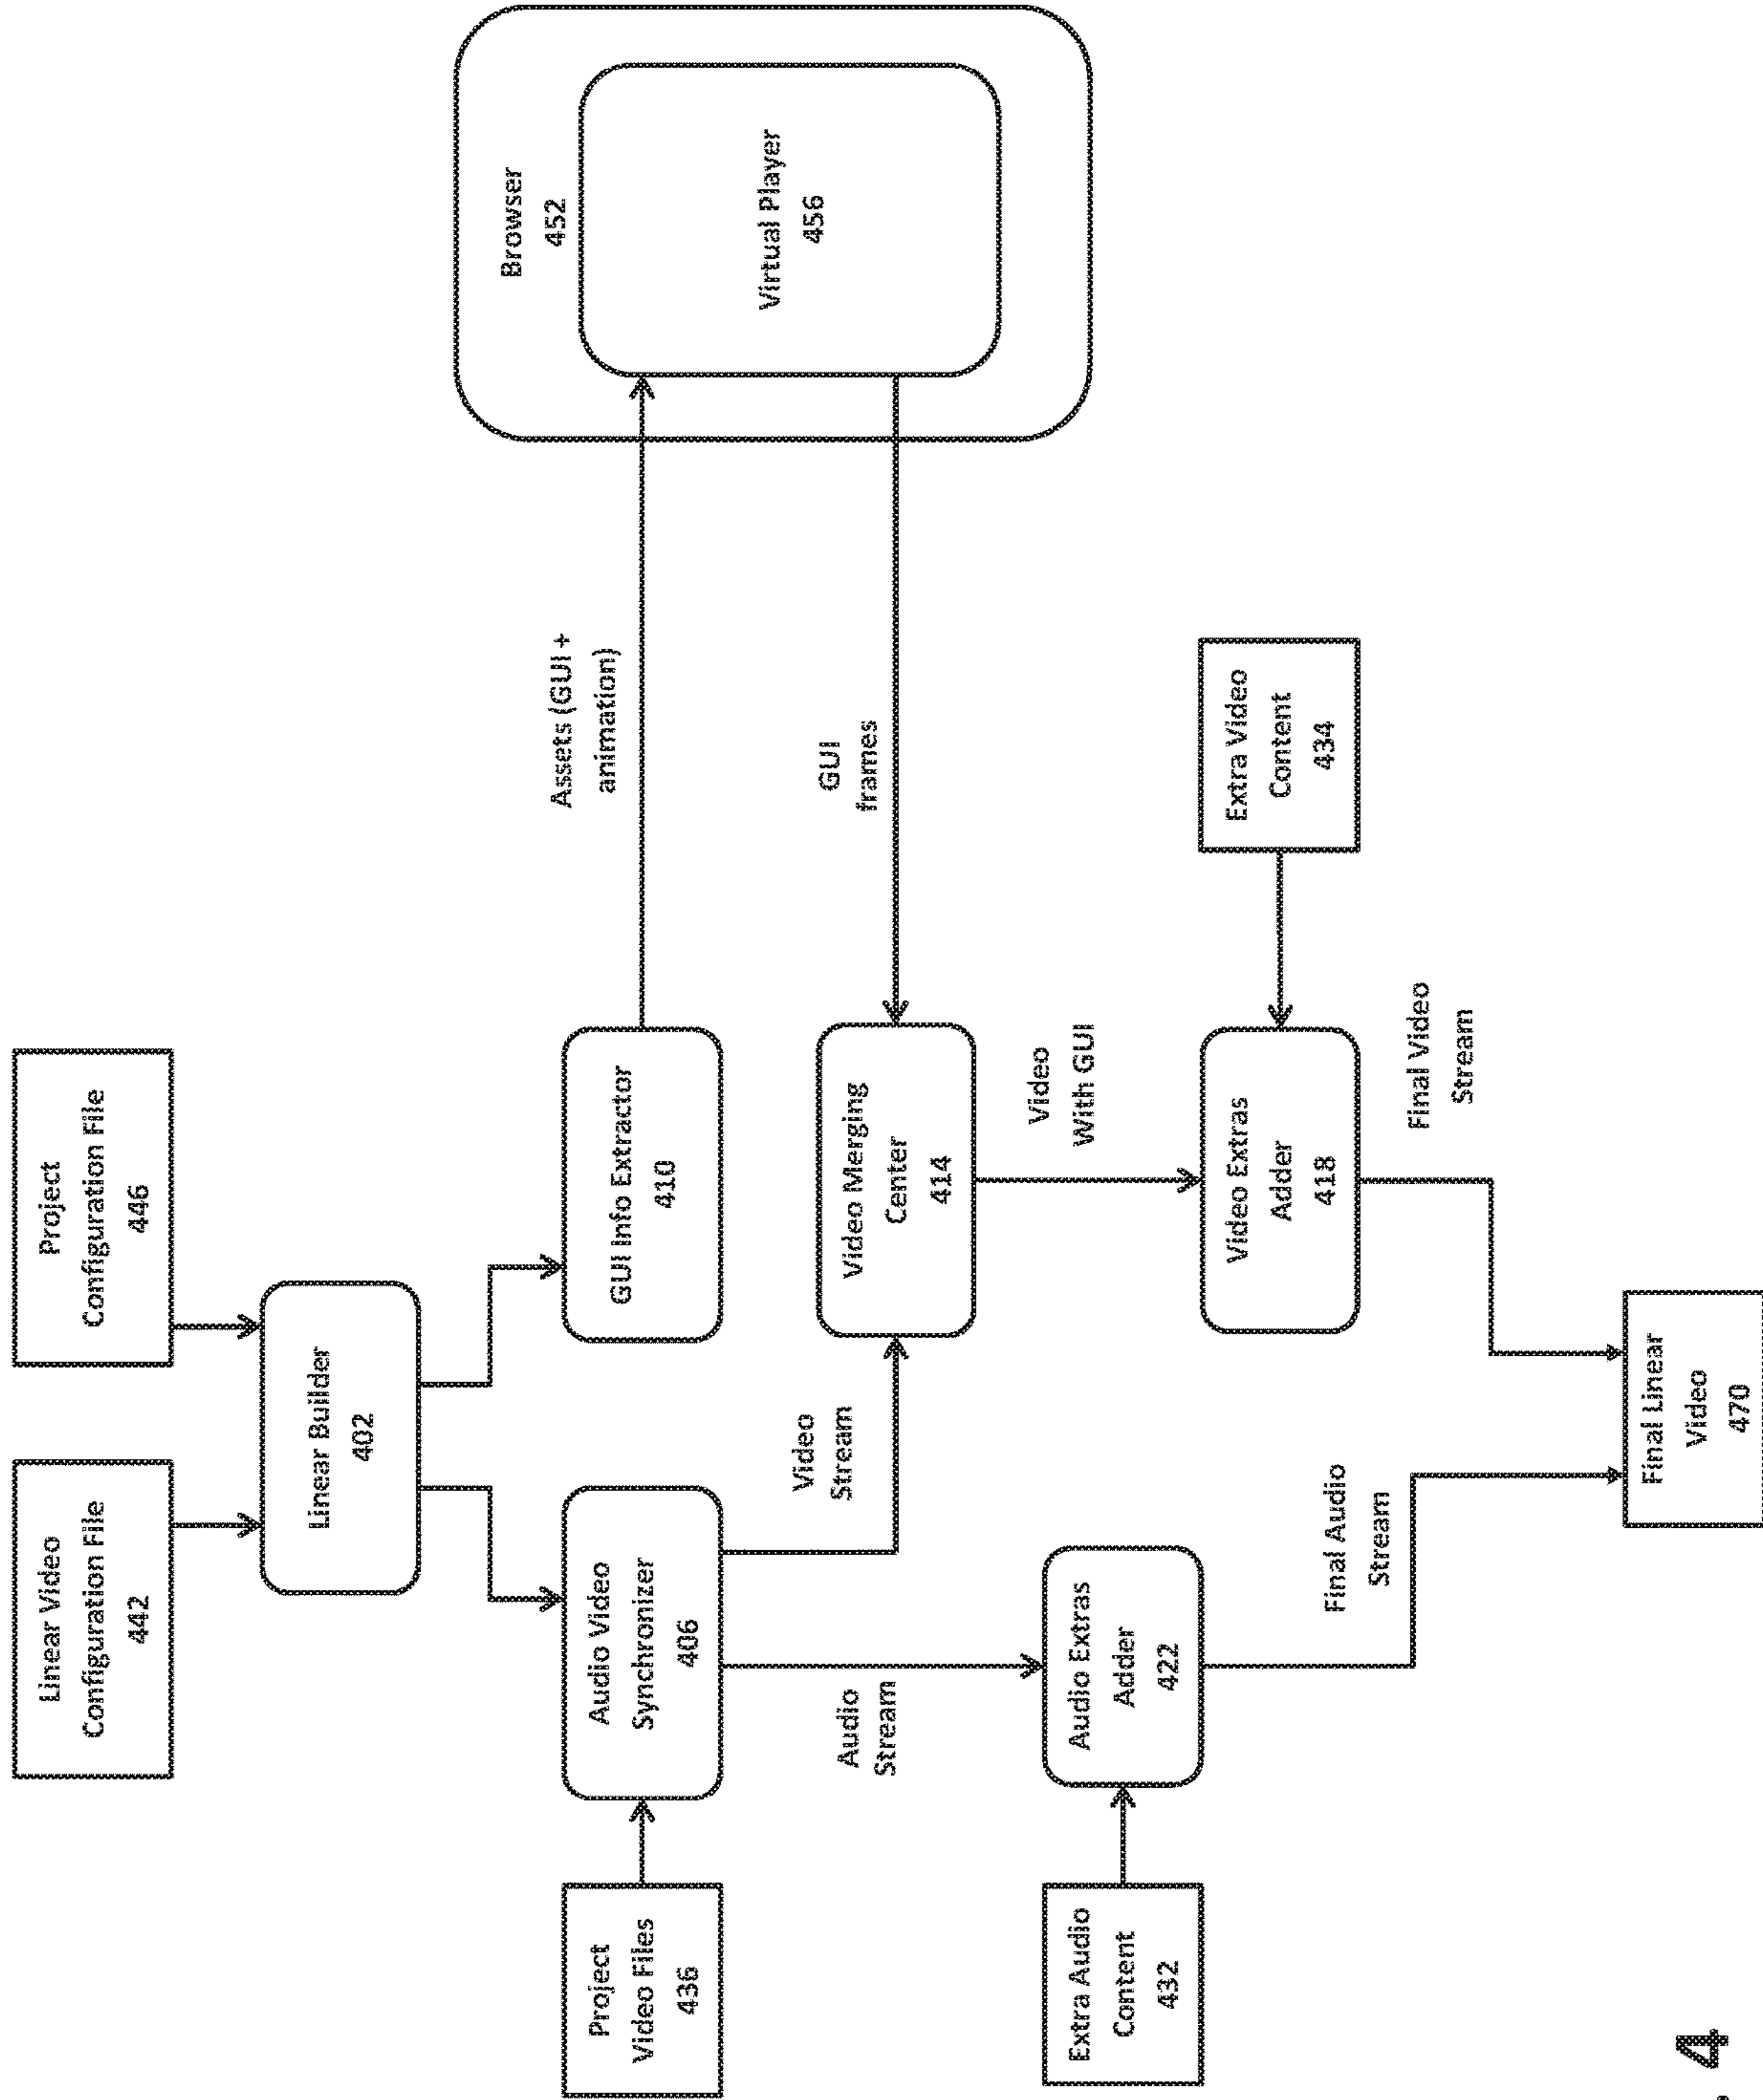 Linear Video
Configuration File
442
Project
Configuration File
446
Linear Builder
402
Project
Video Files
436
Audio Video
Synchronizer
406
GUI Info Extractor
410
Assets (GUI +
animation)
Browser
452
Virtual Player
456
Audio
Stream
Video
Stream
Video Merging
Center
414
GUI
frames
Extra Audio
Content
432
Audio Extras
Adder
422
Video
With GUI
Video Extras
Adder
418
Extra Video
Content
434
Final Audio
Stream
Final Video
Stream
Final Linear
Video
470
4